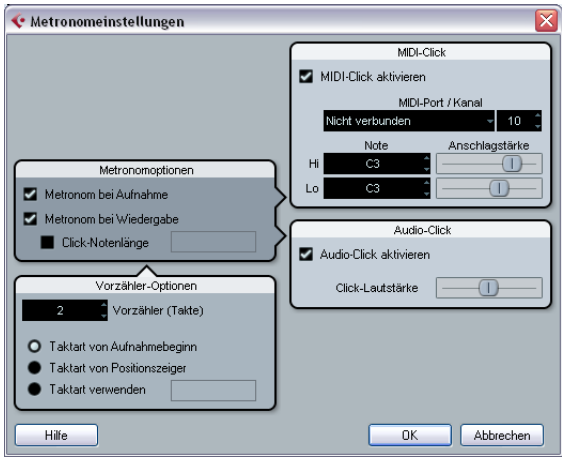 Metronomeinstellungen
MIDI-Click
MIDI-Click aktivieren
MIDI-Port / Kanal
Nicht verbunden 10
Note Anschlagstärke
Hi C3
Lo C3
Metronomoptionen
Metronom bei Aufnahme
Metronom bei Wiedergabe
Click-Notenlänge
Audio-Click
Audio-Click aktivieren
Click-Lautstärke
Vorzähler-Optionen
2 Vorzähler (Takte)
Taktart von Aufnahmebeginn
Taktart von Positionszeiger
Taktart verwenden
Hilfe OK Abbrechen